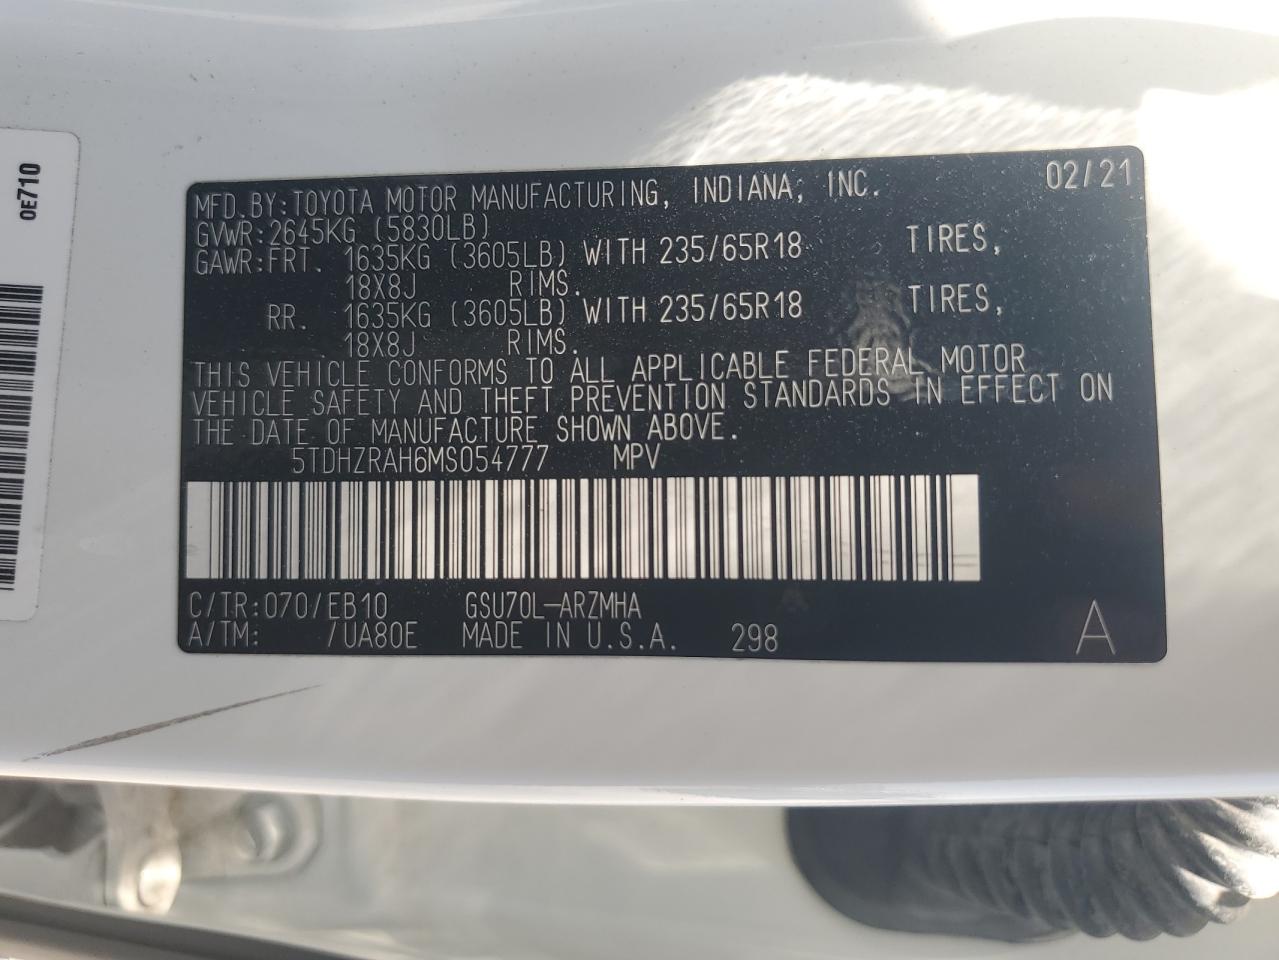 0E710
MFD.BY:TOYOTA MOTOR MANUFACTURING, INDIANA, INC. 02/21
GVWR:2645KG (5830LB)
GAWR:FRT. 1635KG (3605LB) WITH 235/65R18 TIRES,
18X8J RIMS.
RR. 1635KG (3605LB) WITH 235/65R18 TIRES,
18X8J RIMS.
THIS VEHICLE CONFORMS TO ALL APPLICABLE FEDERAL MOTOR
VEHICLE SAFETY AND THEFT PREVENTION STANDARDS IN EFFECT ON
THE DATE OF MANUFACTURE SHOWN ABOVE.
5TDHZRAH6MS054777 MPV
C/TR:070/EB10 GSU70L-ARZMHA
A/TM: /UA80E MADE IN U.S.A. 298 A